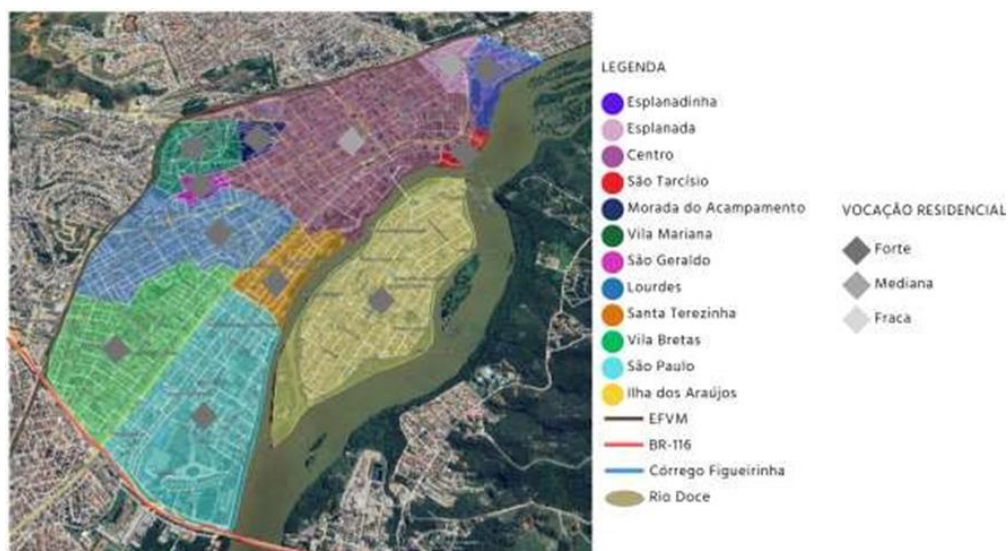 LEGENDA
Esplanadinha
Esplanada
Centro
São Tarcísio
Morada do Acampamento
Vila Mariana
São Geraldo
Lourdes
Santa Terezinha
Vila Bretas
São Paulo
Ilha dos Araújos
EFVM
BR-116
Córrego Figueirinha
Rio Doce
VOCAÇÃO RESIDENCIAL
Forte
Mediana
Fraca